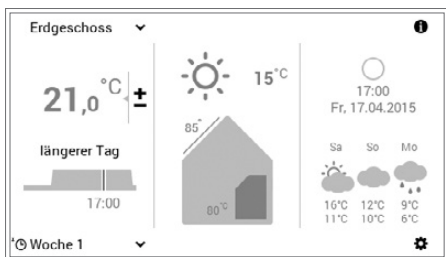 Erdgeschoss
21,0 °C ±
längerer Tag
17:00
Woche 1
15°C
85°
80 °C
17:00
Fr, 17.04.2015
Sa So Mo
16°C 12°C 9°C
11°C 10°C 6°C